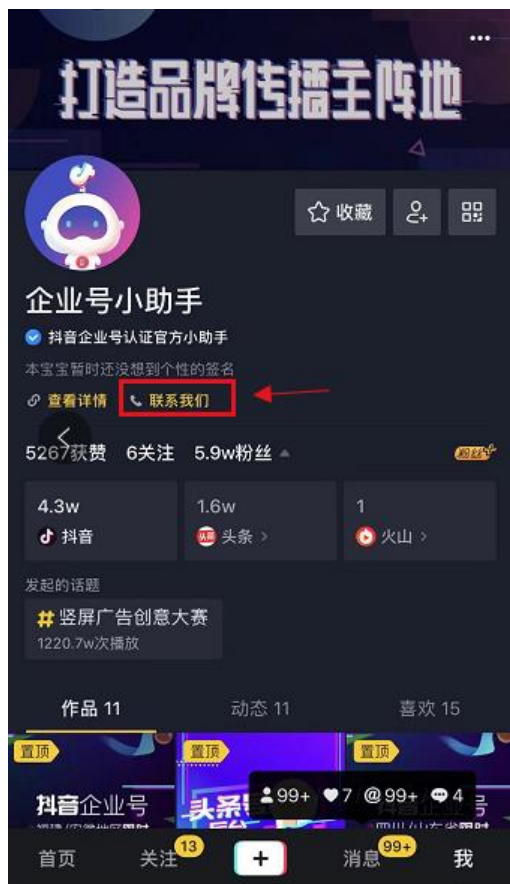 打造品牌传播主阵地
收藏
企业号小助手
抖音企业号认证官方小助手
本宝宝暂时还没想到个性的签名
查看详情 联系我们
5267获赞 6关注 5.9w粉丝
4.3w 1.6w 1
抖音 头条 火山
发起的话题
# 竖屏广告创意大赛
1220.7w次播放
作品 11 动态 11 喜欢 15
置顶 置顶 置顶
抖音企业号
99+ 7 @ 99+ 4
首页 关注 13 消息 99+ 我